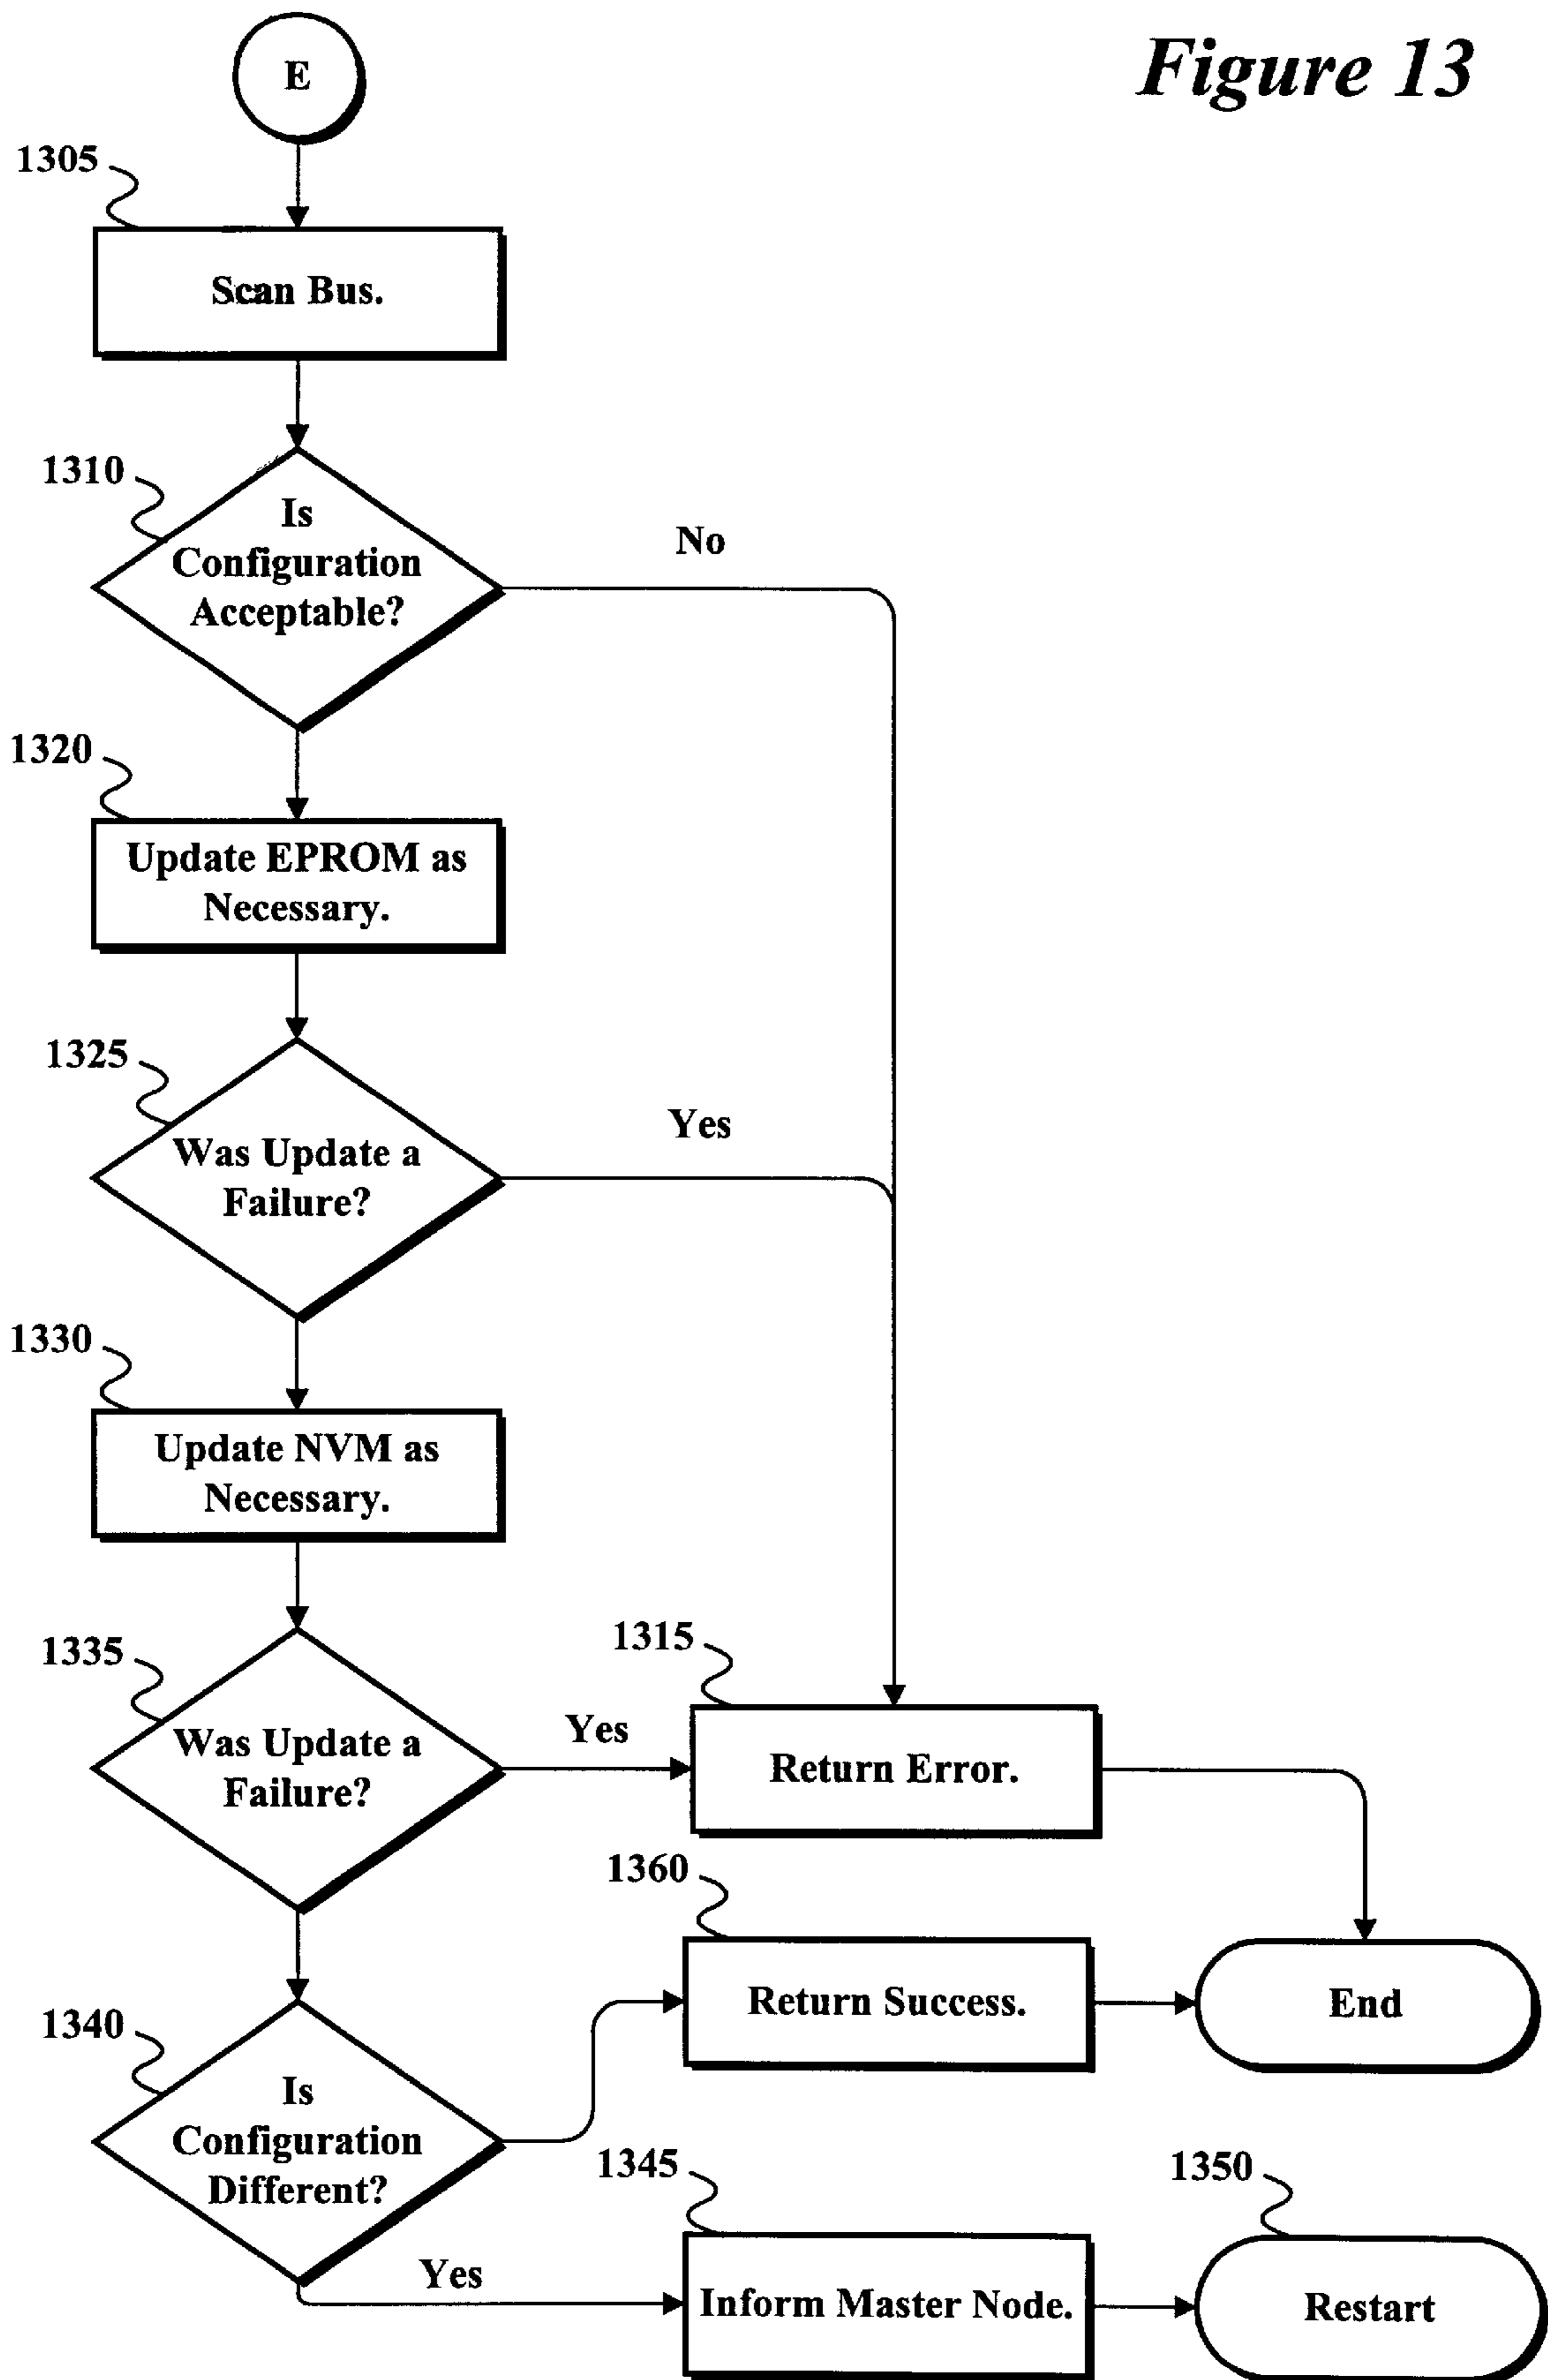 Figure 13
E
1305
Scan Bus.
1310
Is
Configuration
Acceptable?
No
1320
Update EPROM as
Necessary.
1325
Was Update a
Failure?
Yes
1330
Update NVM as
Necessary.
1335
Was Update a
Failure?
Yes
1315
Return Error.
1360
Return Success.
End
1340
Is
Configuration
Different?
Yes
1345
Inform Master Node.
1350
Restart